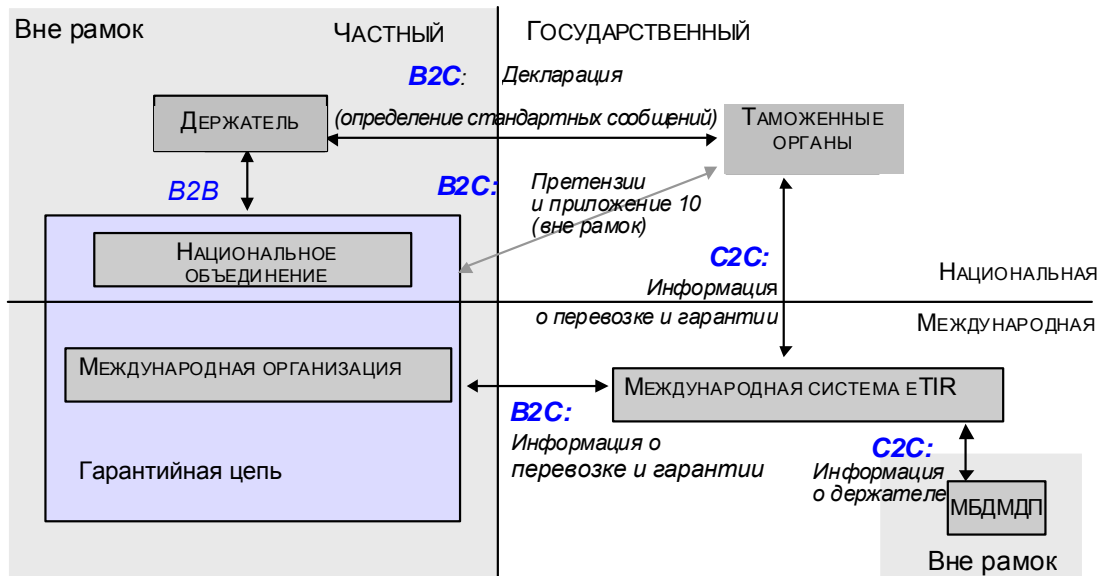 Вне рамок
ЧАСТНЫЙ
ГОСУДАРСТВЕННЫЙ
B2C: Декларация
ДЕРЖАТЕЛЬ
(определение стандартных сообщений)
ТАМОЖЕННЫЕ
ОРГАНЫ
B2B
B2C: Претензии
и приложение 10
(вне рамок)
НАЦИОНАЛЬНОЕ
ОБЪЕДИНЕНИЕ
C2C:
Информация
о перевозке и гарантии
НАЦИОНАЛЬНАЯ
МЕЖДУНАРОДНАЯ
МЕЖДУНАРОДНАЯ ОРГАНИЗАЦИЯ
МЕЖДУНАРОДНАЯ СИСТЕМА eTIR
B2C:
Информация о
перевозке и гарантии
Гарантийная цепь
C2C:
Информация
о держателе
МБДМДП
Вне рамок